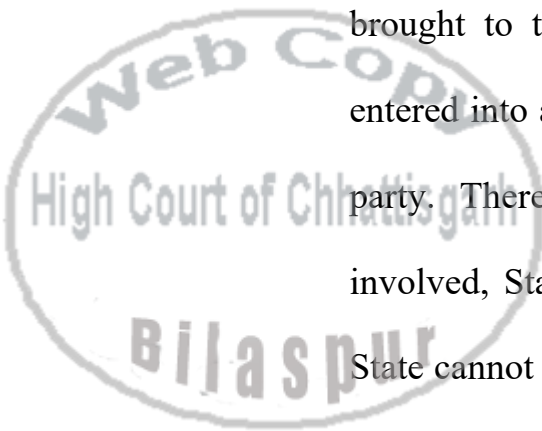 Web Copy
High Court of Chhattisgarh
Bilaspur
brought to t
entered into a
party. There
involved, Sta
State cannot